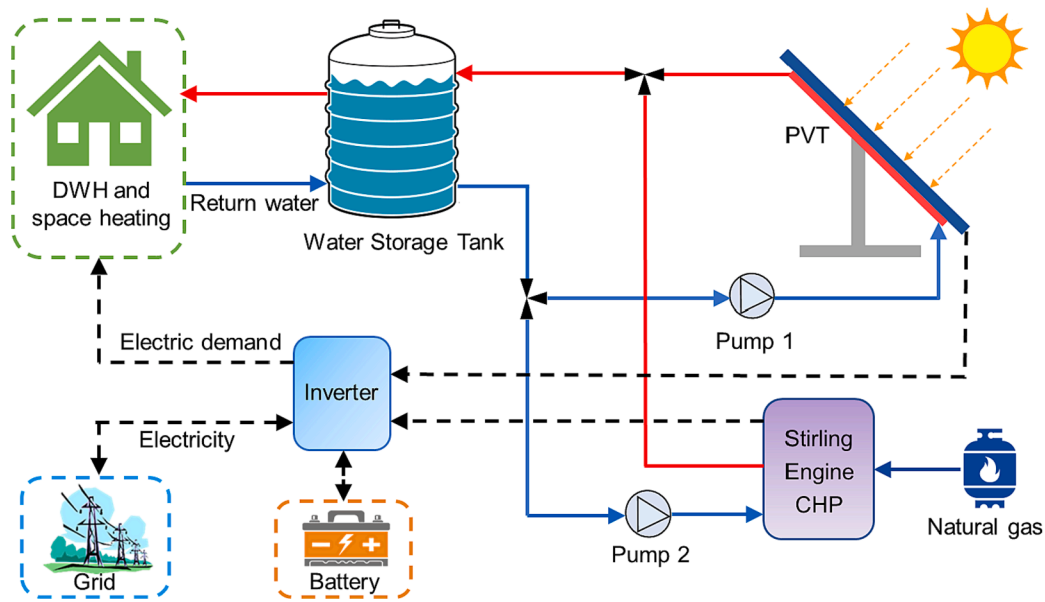 PVT
DWH and
space heating
Return water
Water Storage Tank
Pump 1
Electric demand
Inverter
Electricity
Stirling
Engine
CHP
Natural gas
Pump 2
Grid
Battery